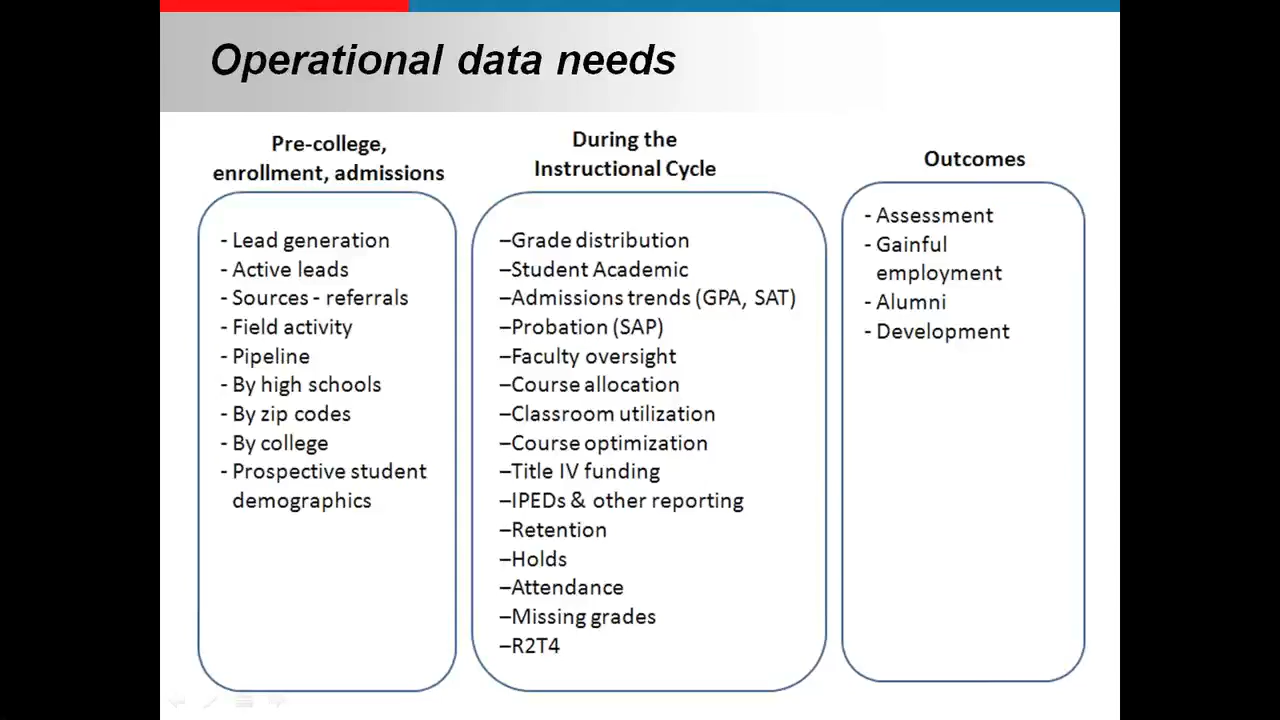 Operational data needs
Pre-college,
enrollment, admissions
- Lead generation
- Active leads
- Sources - referrals
- Field activity
- Pipeline
- By high schools
- By zip codes
- By college
- Prospective student
demographics
During the
Instructional Cycle
–Grade distribution
–Student Academic
–Admissions trends (GPA, SAT)
–Probation (SAP)
–Faculty oversight
–Course allocation
–Classroom utilization
–Course optimization
–Title IV funding
–IPEDs & other reporting
–Retention
–Holds
–Attendance
–Missing grades
–R2T4
Outcomes
- Assessment
- Gainful
employment
- Alumni
- Development